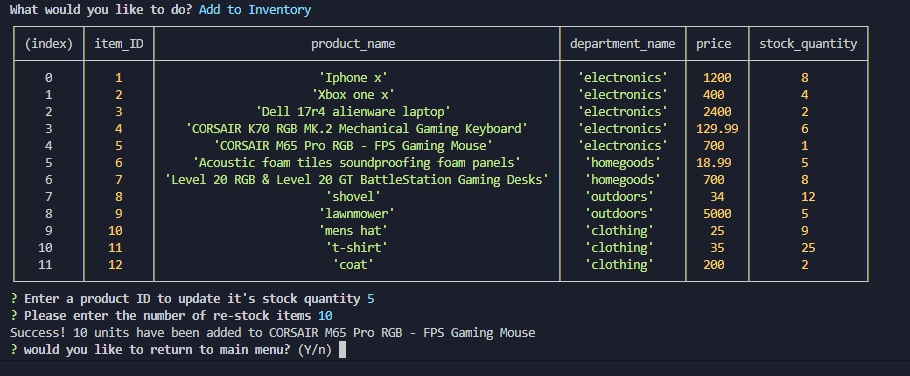 What would you like to do? Add to Inventory
(index) item_ID product_name department_name price stock_quantity
0 1 'Iphone x' 'electronics' 1200 8
1 2 'Xbox one x' 'electronics' 400 4
2 3 'Dell 17r4 alienware laptop' 'electronics' 2400 2
3 4 'CORSAIR K70 RGB MK.2 Mechanical Gaming Keyboard' 'electronics' 129.99 6
4 5 'CORSAIR M65 Pro RGB - FPS Gaming Mouse' 'electronics' 700 1
5 6 'Acoustic foam tiles soundproofing foam panels' 'homegoods' 18.99 5
6 7 'Level 20 RGB & Level 20 GT BattleStation Gaming Desks' 'homegoods' 700 8
7 8 'shovel' 'outdoors' 34 12
8 9 'lawnmower' 'outdoors' 5000 5
9 10 'mens hat' 'clothing' 25 9
10 11 't-shirt' 'clothing' 35 25
11 12 'coat' 'clothing' 200 2
? Enter a product ID to update it's stock quantity 5
? Please enter the number of re-stock items 10
Success! 10 units have been added to CORSAIR M65 Pro RGB - FPS Gaming Mouse
? would you like to return to main menu? (Y/n)